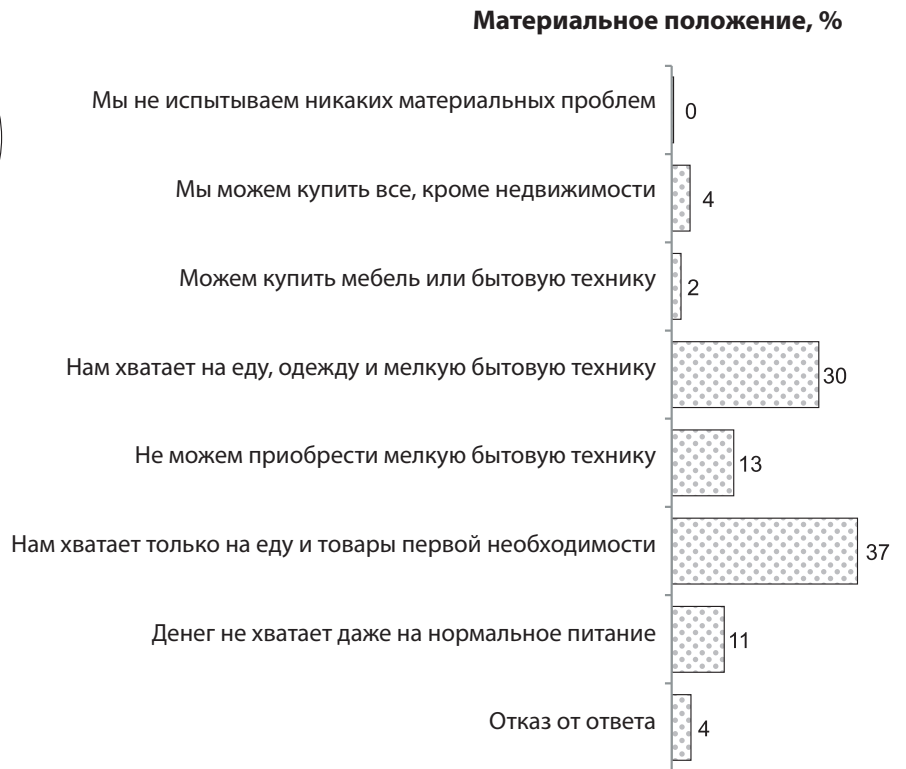 Материальное положение, %
Мы не испытываем никаких материальных проблем 0
Мы можем купить все, кроме недвижимости 4
Можем купить мебель или бытовую технику 2
Нам хватает на еду, одежду и мелкую бытовую технику 30
Не можем приобрести мелкую бытовую технику 13
Нам хватает только на еду и товары первой необходимости 37
Денег не хватает даже на нормальное питание 11
Отказ от ответа 4